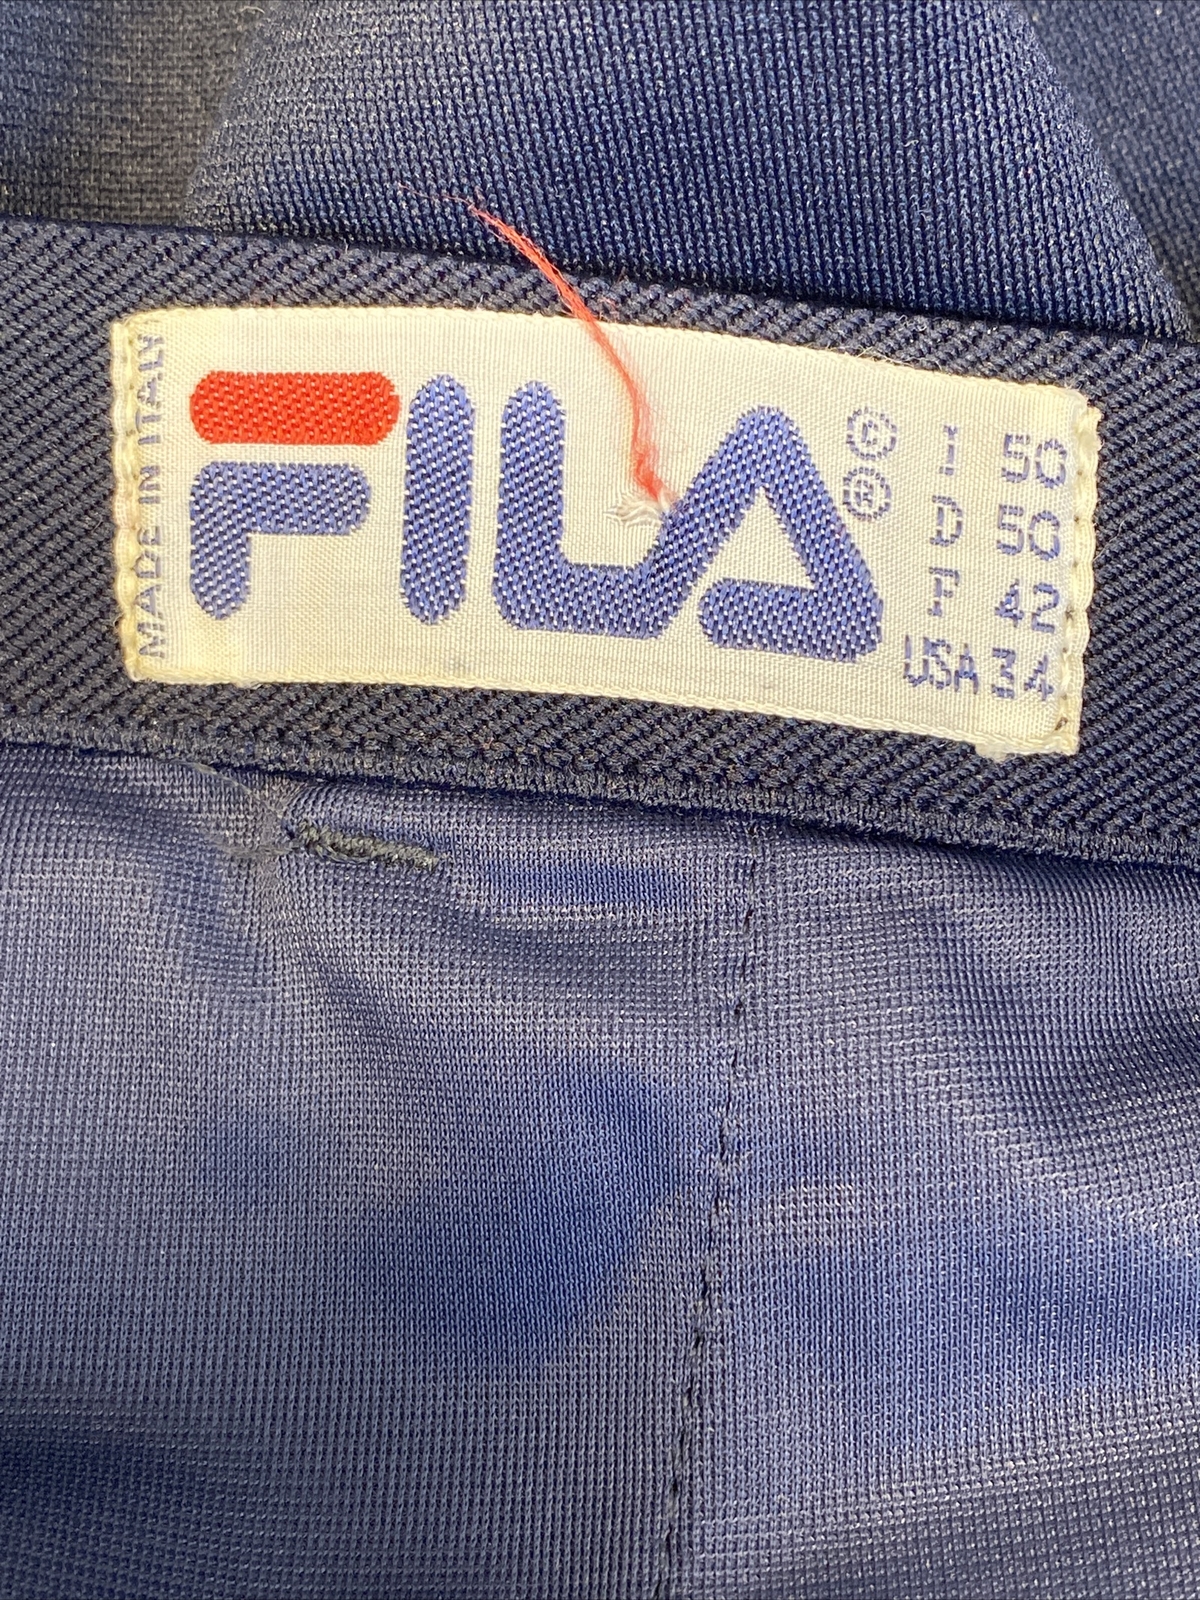 MADE IN ITALY
FILA
© ®
I 50
D 50
F 42
USA 34